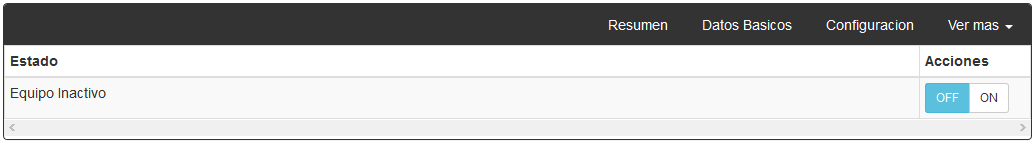 Resumen Datos Basicos Configuracion Ver mas
Estado Acciones
Equipo Inactivo OFF ON